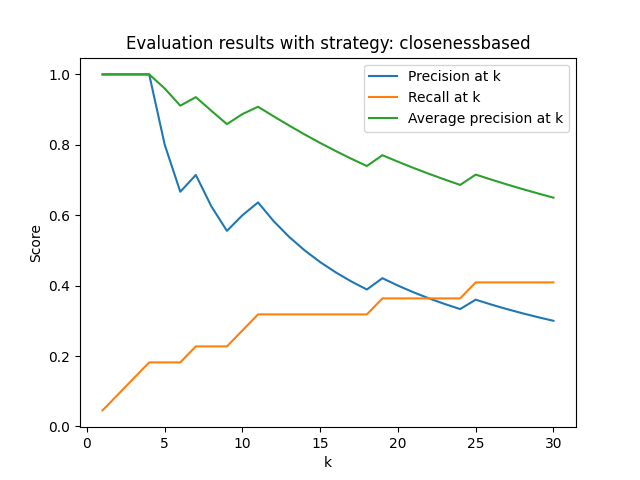 Evaluation results with strategy: closenessbased
1.0
0.8
0.6
0.4
0.2
0.0
Score
Precision at k
Recall at k
Average precision at k
0 5 10 15 20 25 30
k